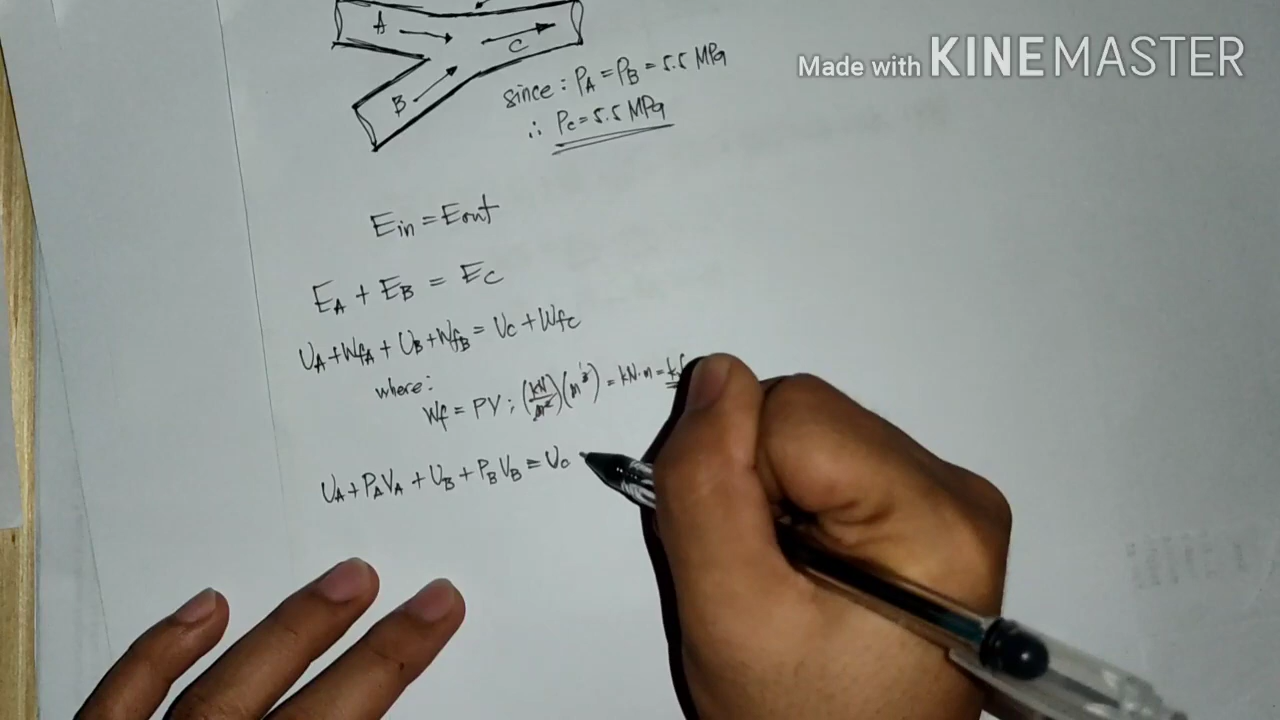 Made with KINEMASTER
A
C
B
since: PA = PB = 5.5 MPa
∴ Pc = 5.5 MPa
Ein = Eout
EA + EB = EC
UA + WfA + UB + WfB = UC + WfC
where:
Wf = PV; (kN/m²)(m³) = kN·m = kJ
UA + PAVA + UB + PBVB = UC